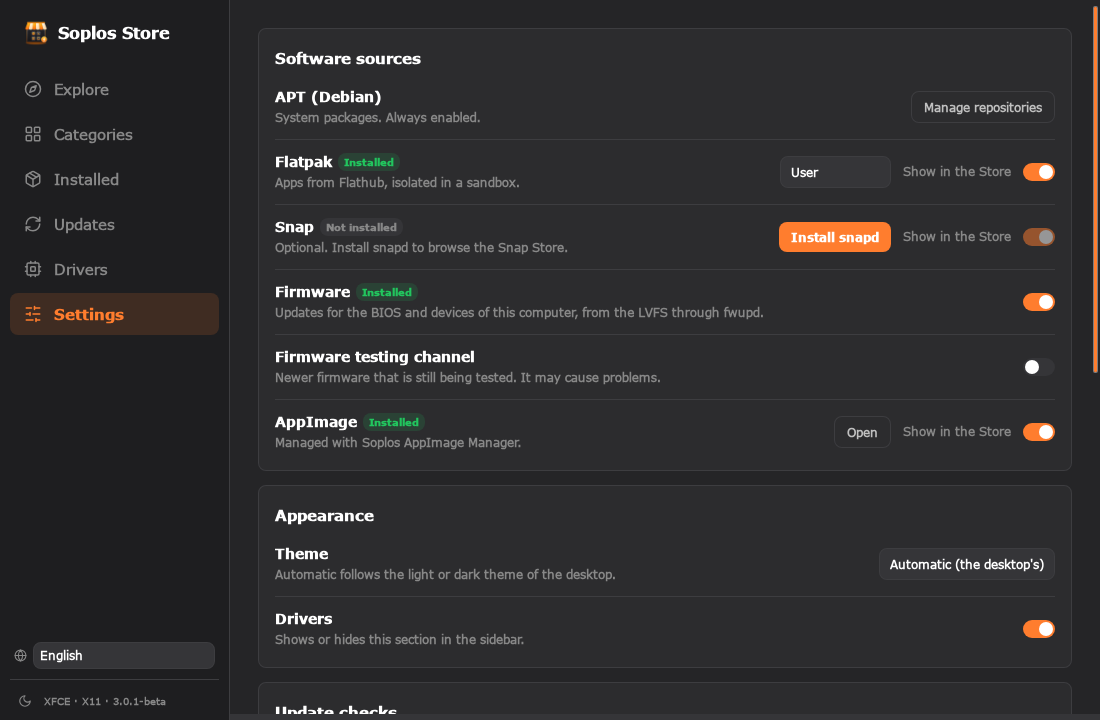 Soplos Store
Explore
Categories
Installed
Updates
Drivers
Settings
English
XFCE · X11 · 3.0.1-beta
Software sources
APT (Debian)
System packages. Always enabled.
Manage repositories
Flatpak Installed
Apps from Flathub, isolated in a sandbox.
User
Show in the Store
Snap Not installed
Optional. Install snapd to browse the Snap Store.
Install snapd
Show in the Store
Firmware Installed
Updates for the BIOS and devices of this computer, from the LVFS through fwupd.
Firmware testing channel
Newer firmware that is still being tested. It may cause problems.
AppImage Installed
Managed with Soplos AppImage Manager.
Open
Show in the Store
Appearance
Theme
Automatic follows the light or dark theme of the desktop.
Automatic (the desktop's)
Drivers
Shows or hides this section in the sidebar.
Update checks